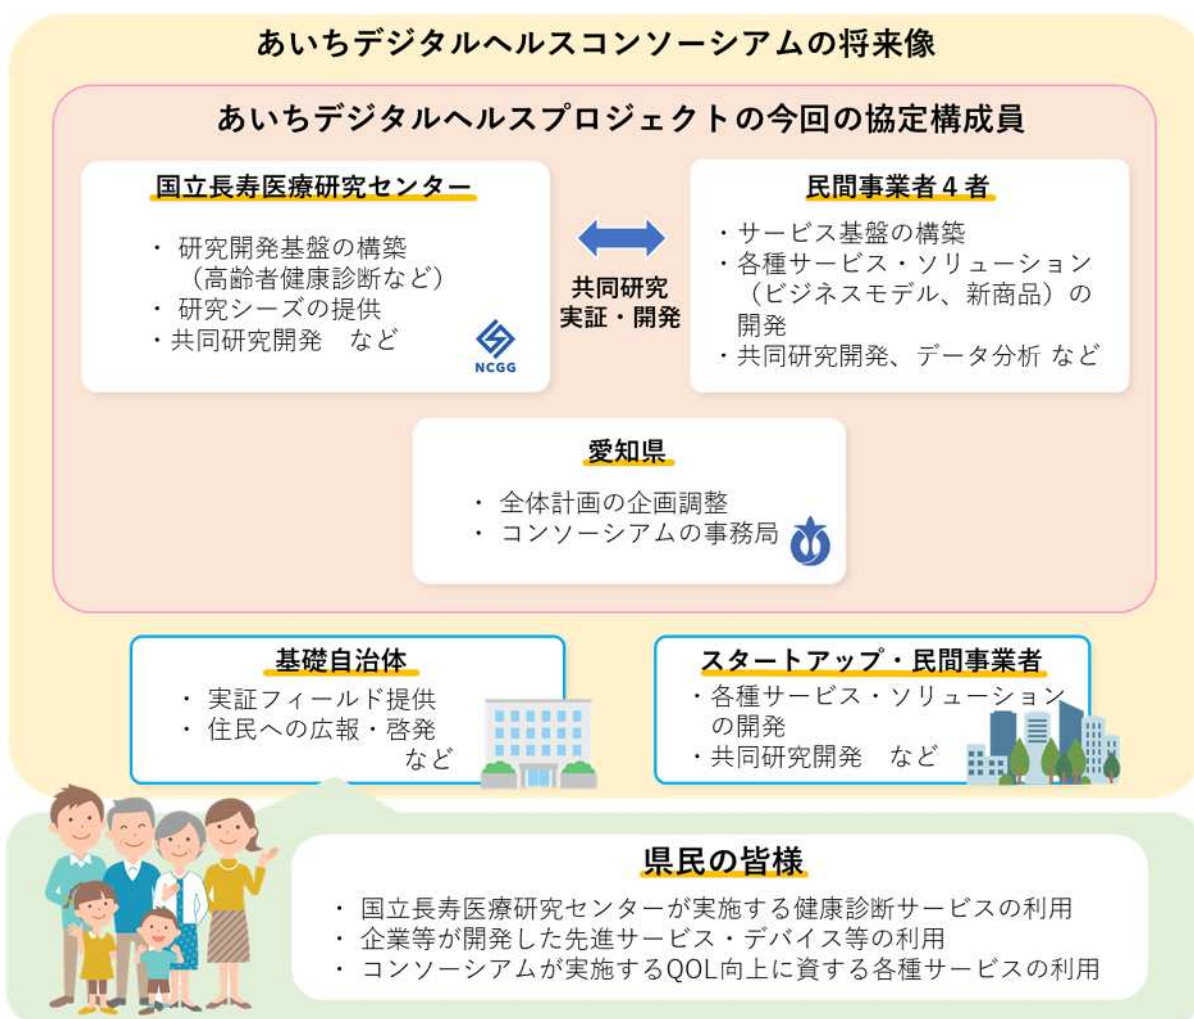 あいちデジタルヘルスコンソーシアムの将来像
あいちデジタルヘルスプロジェクトの今回の協定構成員
国立長寿医療研究センター
・ 研究開発基盤の構築
（高齢者健康診断など）
・ 研究シーズの提供
・共同研究開発　など
NCGG
共同研究
実証・開発
民間事業者４者
・サービス基盤の構築
・各種サービス・ソリューション
（ビジネスモデル、新商品）の
開発
・共同研究開発、データ分析 など
愛知県
・ 全体計画の企画調整
・ コンソーシアムの事務局
基礎自治体
・ 実証フィールド提供
・ 住民への広報・啓発
など
スタートアップ・民間事業者
・各種サービス・ソリューション
の開発
・共同研究開発　など
県民の皆様
・ 国立長寿医療研究センターが実施する健康診断サービスの利用
・ 企業等が開発した先進サービス・デバイス等の利用
・ コンソーシアムが実施するQOL向上に資する各種サービスの利用